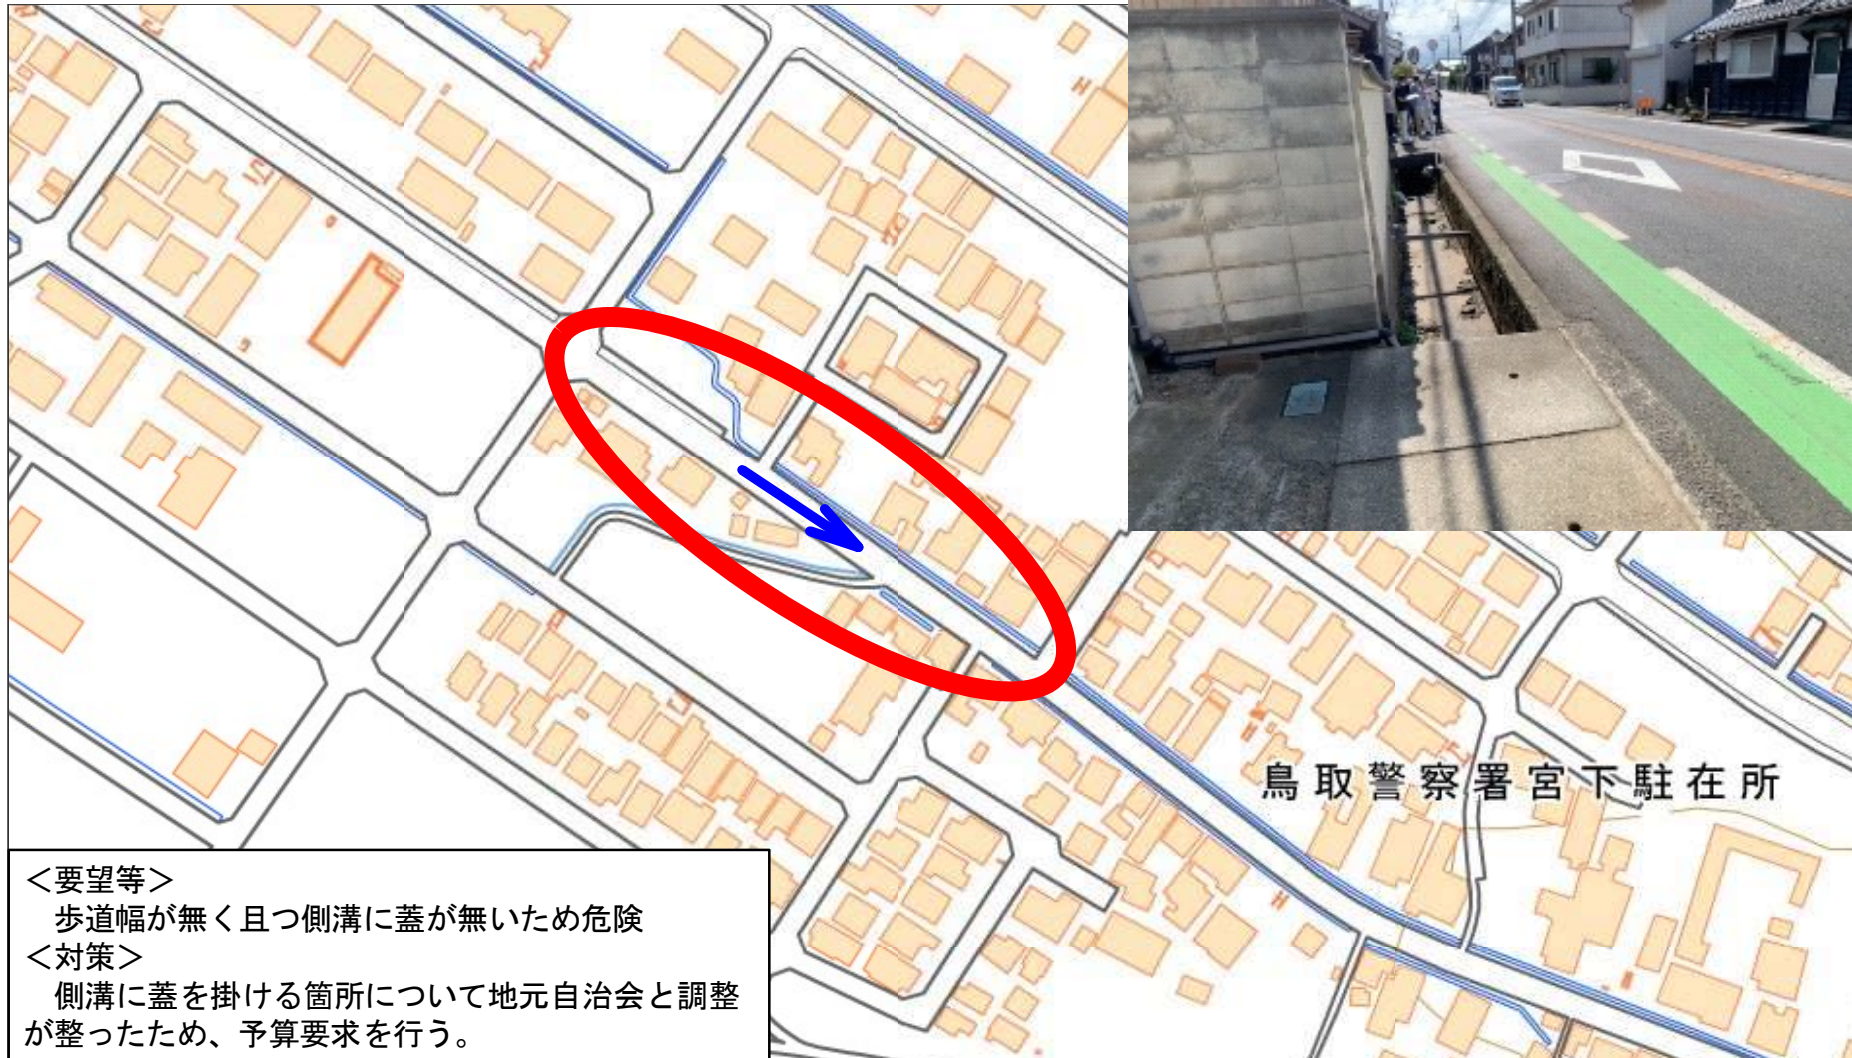 鳥取警察署宮下駐在所
＜要望等＞
　歩道幅が無く且つ側溝に蓋が無いため危険
＜対策＞
　側溝に蓋を掛ける箇所について地元自治会と調整
が整ったため、予算要求を行う。